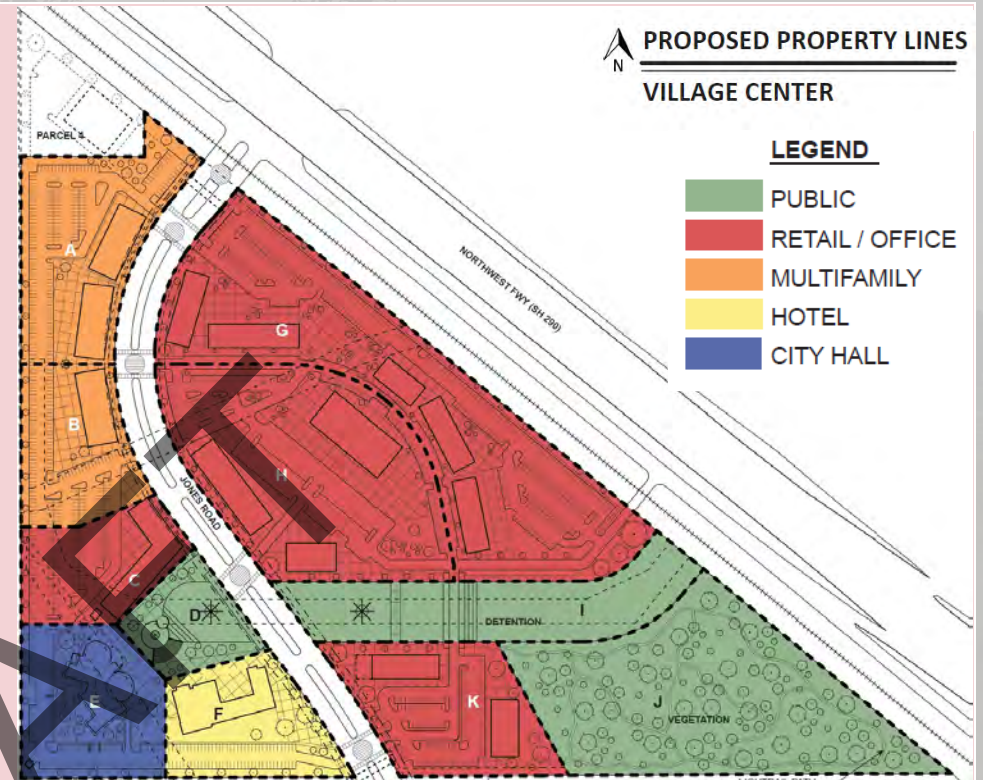 PROPOSED PROPERTY LINES
N
VILLAGE CENTER
LEGEND
PUBLIC
RETAIL / OFFICE
MULTIFAMILY
HOTEL
CITY HALL
PARCEL 4
A
NORTHWEST FWY (SH 290)
G
B
H
JONES ROAD
C
D
I
DETENTION
E
F
K
J
VEGETATION